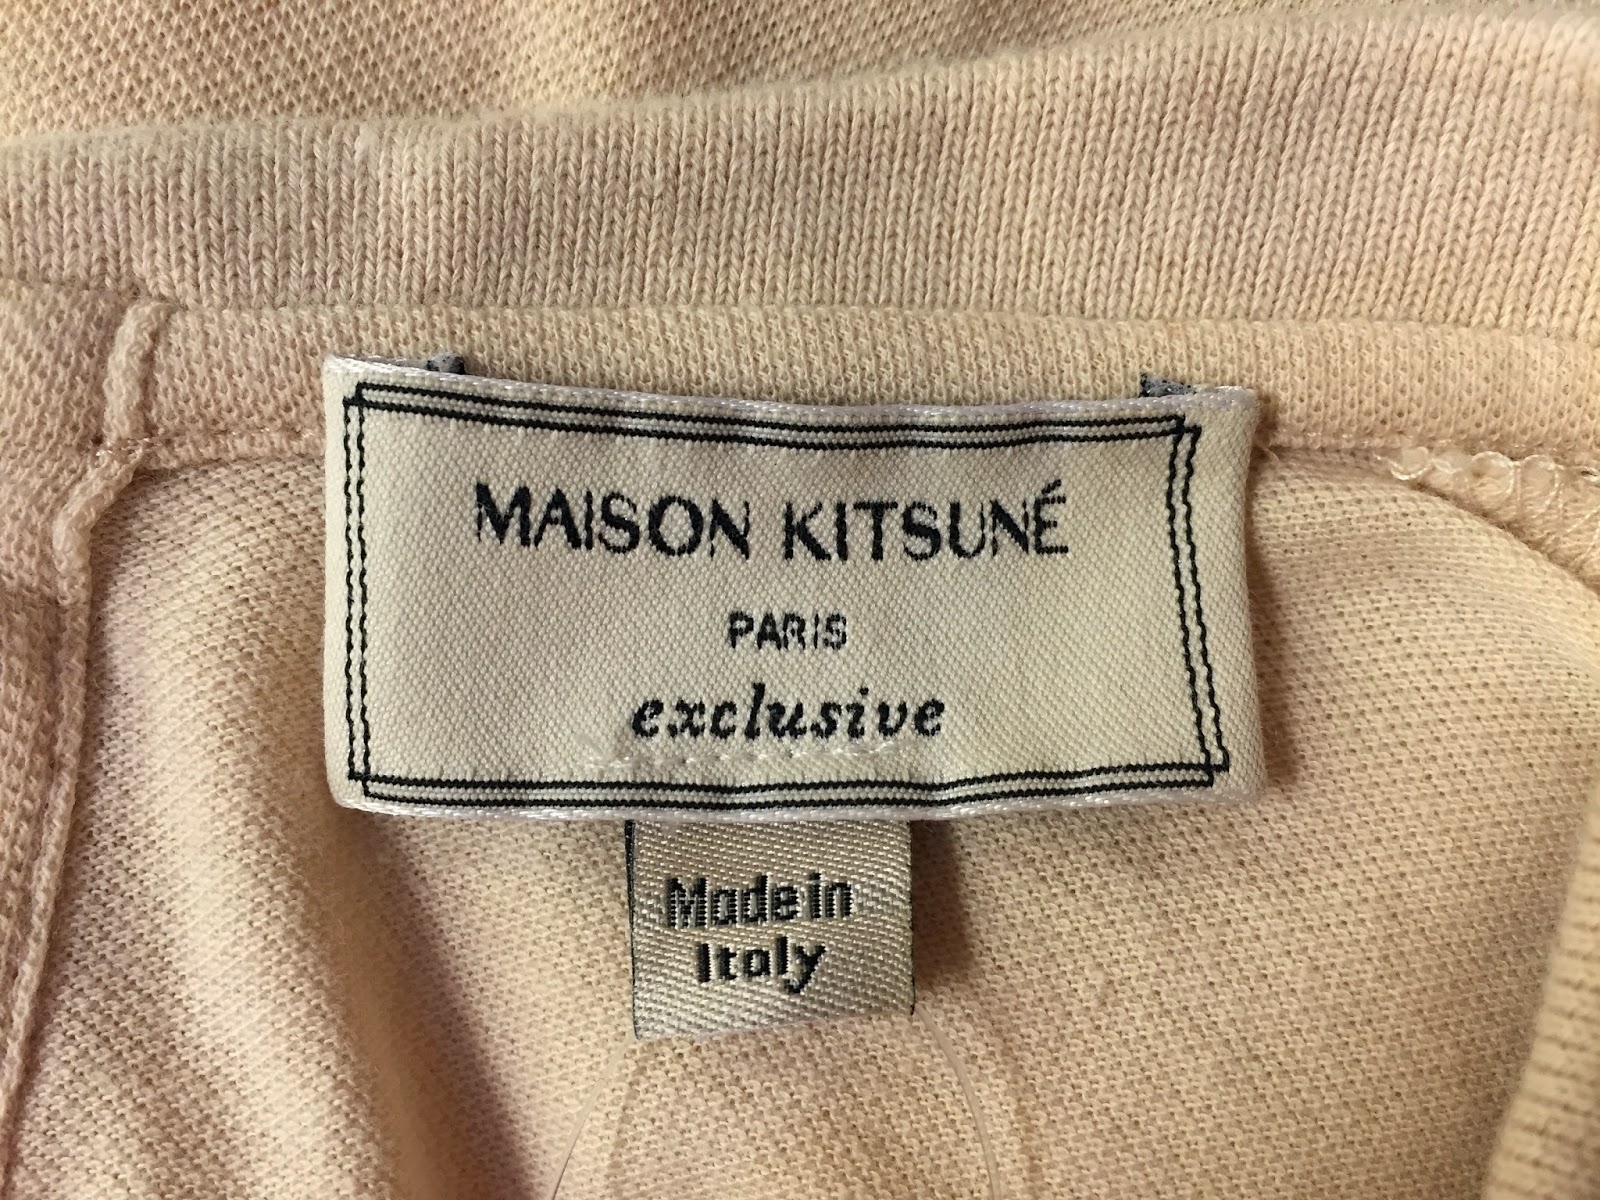 MAISON KITSUNÉ
PARIS
exclusive
Made in
Italy